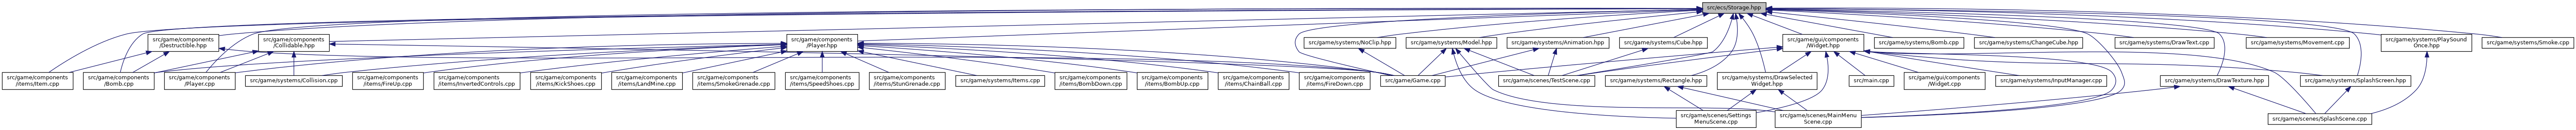 src/ecs/Storage.hpp
src/game/components
/Destructible.hpp
src/game/components
/Collidable.hpp
src/game/components
/Player.hpp
src/game/systems/NoClip.hpp
src/game/systems/Model.hpp
src/game/systems/Animation.hpp
src/game/systems/Cube.hpp
src/game/gui/components
/Widget.hpp
src/game/systems/Bomb.cpp
src/game/systems/ChangeCube.hpp
src/game/systems/DrawText.cpp
src/game/systems/Movement.cpp
src/game/systems/PlaySound
Once.hpp
src/game/systems/Smoke.cpp
src/game/components
/items/Item.cpp
src/game/components
/Bomb.cpp
src/game/components
/Player.cpp
src/game/systems/Collision.cpp
src/game/components
/items/FireUp.cpp
src/game/components
/items/InvertedControls.cpp
src/game/components
/items/KickShoes.cpp
src/game/components
/items/LandMine.cpp
src/game/components
/items/SmokeGrenade.cpp
src/game/components
/items/SpeedShoes.cpp
src/game/components
/items/StunGrenade.cpp
src/game/systems/Items.cpp
src/game/components
/items/BombDown.cpp
src/game/components
/items/BombUp.cpp
src/game/components
/items/ChainBall.cpp
src/game/components
/items/FireDown.cpp
src/game/Game.cpp
src/game/scenes/TestScene.cpp
src/game/systems/Rectangle.hpp
src/game/systems/DrawSelected
Widget.hpp
src/main.cpp
src/game/gui/components
/Widget.cpp
src/game/systems/InputManager.cpp
src/game/systems/DrawTexture.hpp
src/game/systems/SplashScreen.hpp
src/game/scenes/Settings
MenuScene.cpp
src/game/scenes/MainMenu
Scene.cpp
src/game/scenes/SplashScene.cpp